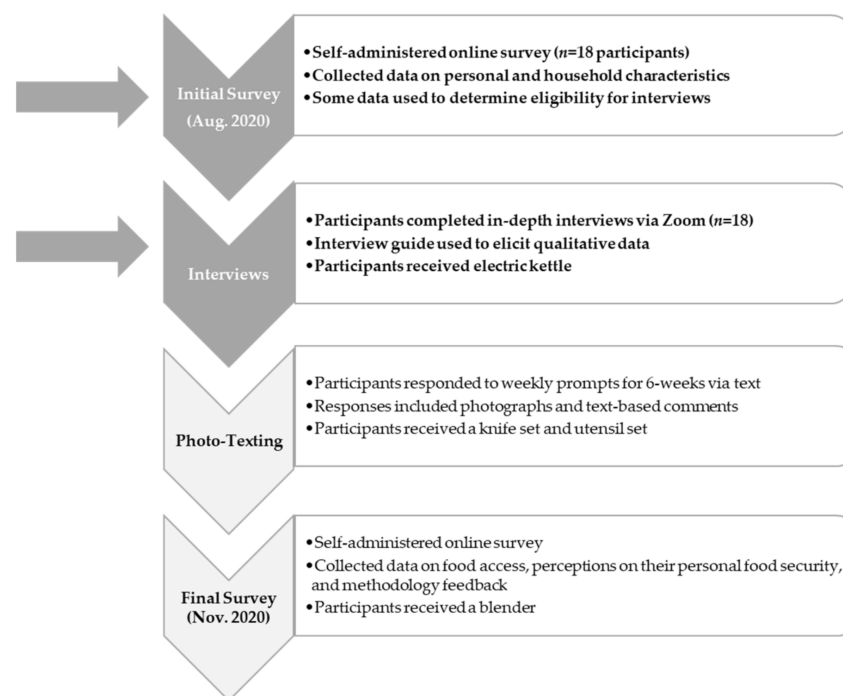 Initial Survey
(Aug. 2020)
•Self-administered online survey (n=18 participants)
•Collected data on personal and household characteristics
•Some data used to determine eligibility for interviews
Interviews
•Participants completed in-depth interviews via Zoom (n=18)
•Interview guide used to elicit qualitative data
•Participants received electric kettle
Photo-Texting
•Participants responded to weekly prompts for 6-weeks via text
•Responses included photographs and text-based comments
•Participants received a knife set and utensil set
Final Survey
(Nov. 2020)
•Self-administered online survey
•Collected data on food access, perceptions on their personal food security,
and methodology feedback
•Participants received a blender